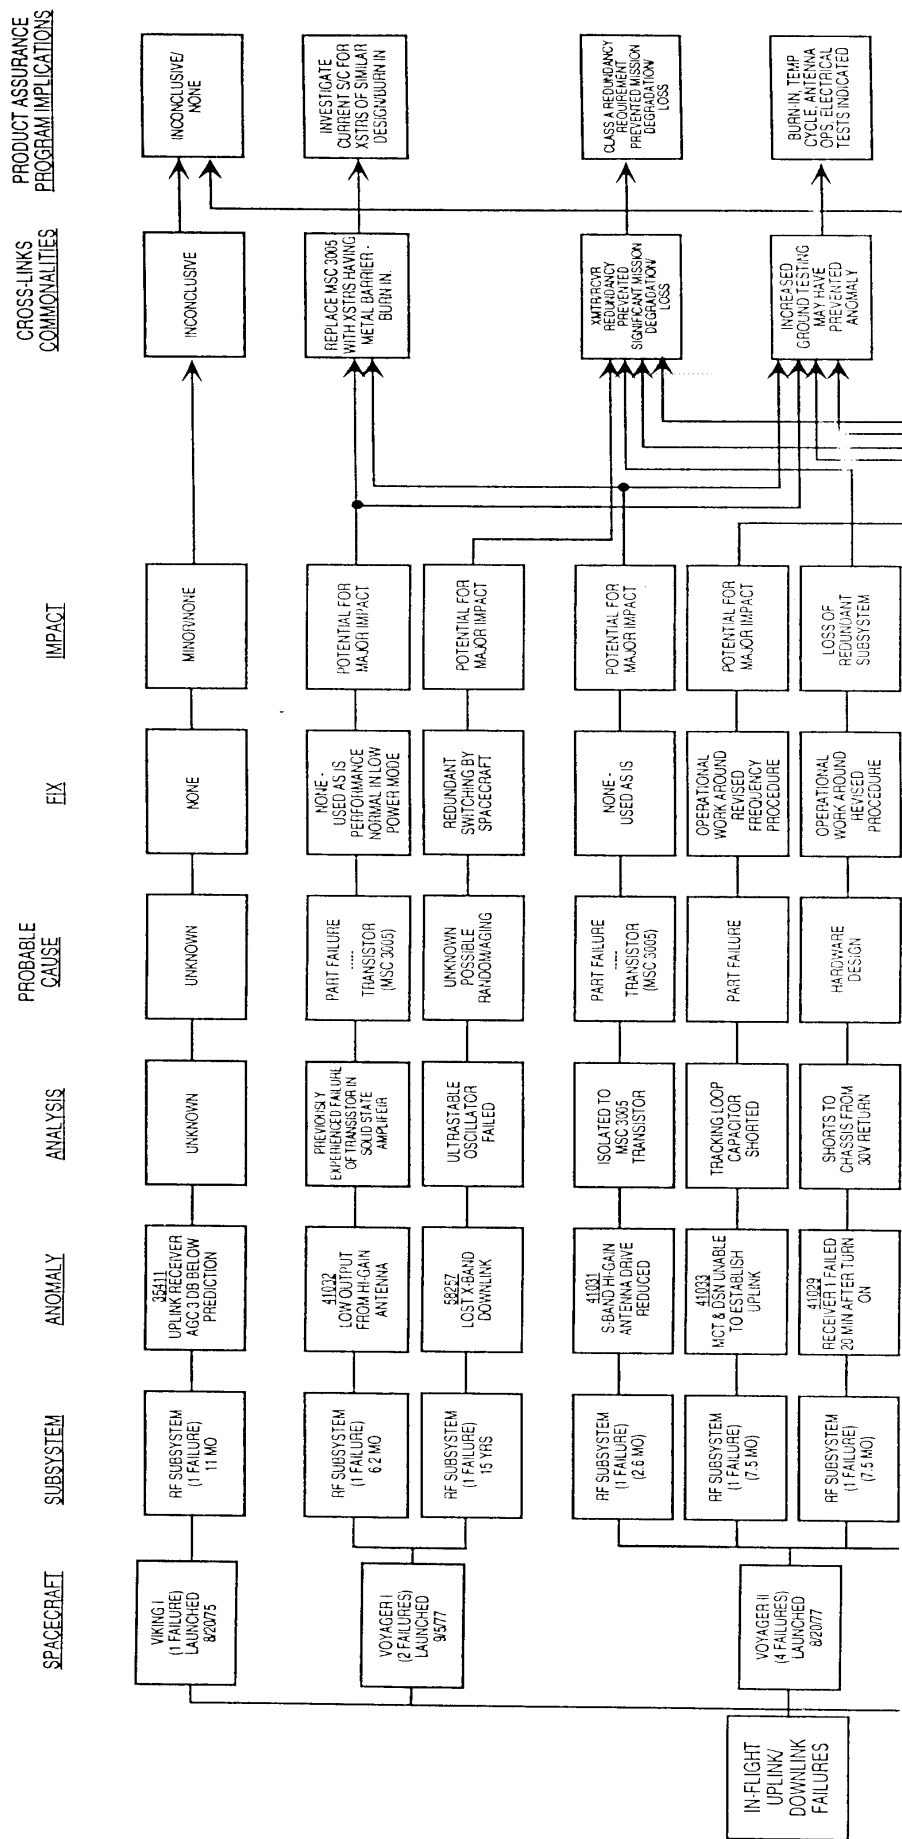 SPACECRAFT
SUBSYSTEM
ANOMALY
ANALYSIS
PROBABLE
CAUSE
FIX
IMPACT
CROSS-LINKS
COMMONALITIES
PRODUCT ASSURANCE
PROGRAM IMPLICATIONS
IN-FLIGHT
UPLINK/
DOWNLINK
FAILURES
VIKING I
(1 FAILURE)
LAUNCHED
8/20/75
RF SUBSYSTEM
(1 FAILURE)
11 MO
35411
UPLINK RECEIVER
AGC 3 DB BELOW
PREDICTION
UNKNOWN
UNKNOWN
NONE
MINOR/NONE
INCONCLUSIVE
INCONCLUSIVE/
NONE
VOYAGER I
(2 FAILURES)
LAUNCHED
9/5/77
RF SUBSYSTEM
(1 FAILURE)
6.2 MO
41032
LOW OUTPUT
FROM HI-GAIN
ANTENNA
PREVIOUSLY
EXPERIENCED FAILURE
OF TRANSISTOR IN
SOLID STATE
AMPLIFEIR
PART FAILURE
-----
TRANSISTOR
(MSC 3005)
NONE -
USED AS IS
PERFORMANCE
NORMAL IN LOW
POWER MODE
POTENTIAL FOR
MAJOR IMPACT
REPLACE MSC 3005
WITH XSTRS HAVING
METAL BARRIER -
BURN IN.
INVESTIGATE
CURRENT S/C FOR
XSTRS OF SIMILAR
DESIGN/BURN IN
RF SUBSYSTEM
(1 FAILURE)
15 YRS
58257
LOST X-BAND
DOWNLINK
ULTRASTABLE
OSCILLATOR
FAILED
UNKNOWN
POSSIBLE
RANDOM/AGING
REDUNDANT
SWITCHING BY
SPACECRAFT
POTENTIAL FOR
MAJOR IMPACT
VOYAGER II
(4 FAILURES)
LAUNCHED
8/20/77
RF SUBSYSTEM
(1 FAILURE)
(2.6 MO)
41031
S-BAND HI-GAIN
ANTENNA DRIVE
REDUCED
ISOLATED TO
MSC 3005
TRANSISTOR
PART FAILURE
-----
TRANSISTOR
(MSC 3005)
NONE -
USED AS IS
POTENTIAL FOR
MAJOR IMPACT
XMTR/RCVR
REDUNDANCY
PREVENTED
SIGNIFICANT MISSION
DEGRADATION/
LOSS
CLASS A REDUNDANCY
REQUIREMENT
PREVENTED MISSION
DEGRADATION/
LOSS
RF SUBSYSTEM
(1 FAILURE)
(7.5 MO)
41033
MCT & DSN UNABLE
TO ESTABLISH
UPLINK
TRACKING LOOP
CAPACITOR
SHORTED
PART FAILURE
OPERATIONAL
WORK AROUND
REVISED
FREQUENCY
PROCEDURE
POTENTIAL FOR
MAJOR IMPACT
RF SUBSYSTEM
(1 FAILURE)
(7.5 MO)
41029
RECEIVER 1 FAILED
20 MIN AFTER TURN
ON
SHORTS TO
CHASSIS FROM
30V RETURN
HARDWARE
DESIGN
OPERATIONAL
WORK AROUND
REVISED
PROCEDURE
LOSS OF
REDUNDANT
SUBSYSTEM
INCREASED
GROUND TESTING
MAY HAVE
PREVENTED
ANOMALY
BURN-IN, TEMP
CYCLE, ANTENNA
OPS, ELECTRICAL
TESTS INDICATED